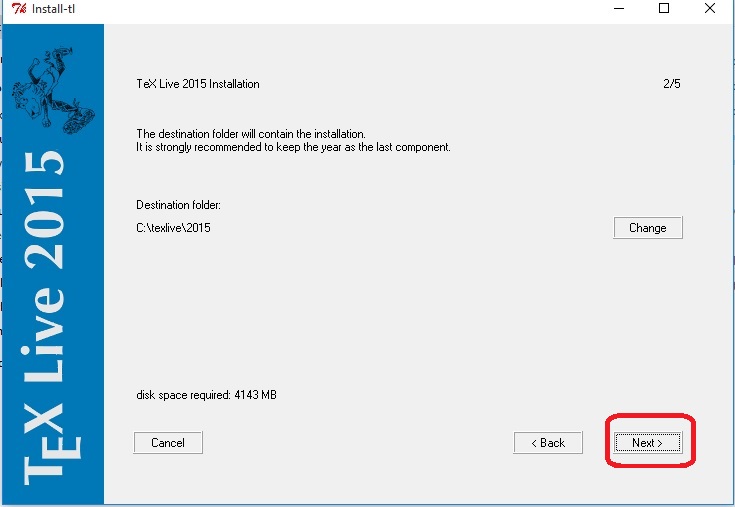 Install-tl
TeX Live 2015 Installation 2/5
The destination folder will contain the installation.
It is strongly recommended to keep the year as the last component.
Destination folder:
C:\texlive\2015 Change
disk space required: 4143 MB
Cancel < Back Next >
TEX Live 2015